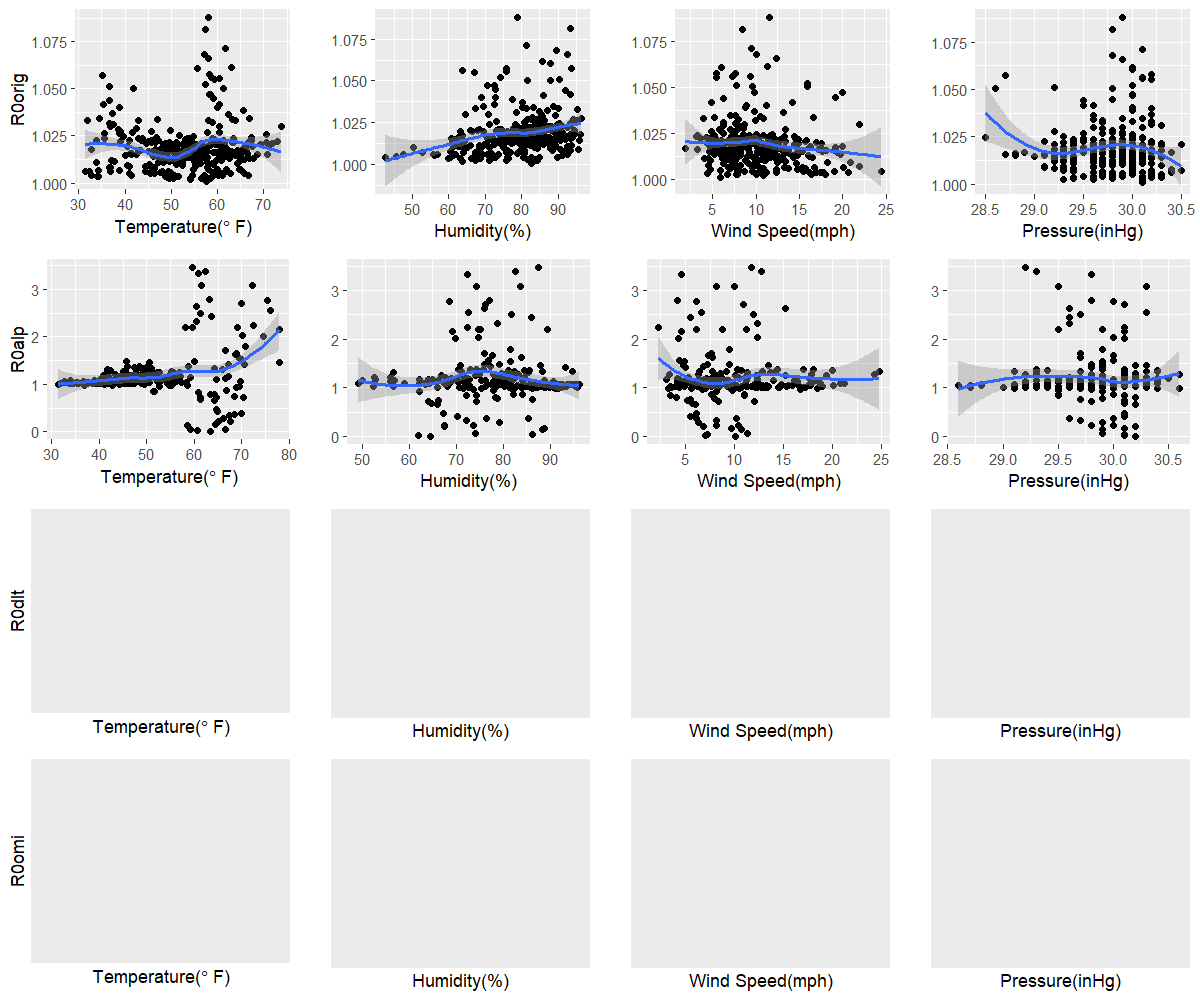 R0orig
1.075
1.050
1.025
1.000
30 40 50 60 70
Temperature(° F)
1.075
1.050
1.025
1.000
50 60 70 80 90
Humidity(%)
1.075
1.050
1.025
1.000
5 10 15 20 25
Wind Speed(mph)
1.075
1.050
1.025
1.000
28.5 29.0 29.5 30.0 30.5
Pressure(inHg)
R0alp
3
2
1
0
30 40 50 60 70 80
Temperature(° F)
3
2
1
0
50 60 70 80 90
Humidity(%)
3
2
1
0
5 10 15 20 25
Wind Speed(mph)
3
2
1
0
28.5 29.0 29.5 30.0 30.5
Pressure(inHg)
R0dlt
Temperature(° F)
Humidity(%)
Wind Speed(mph)
Pressure(inHg)
R0omi
Temperature(° F)
Humidity(%)
Wind Speed(mph)
Pressure(inHg)